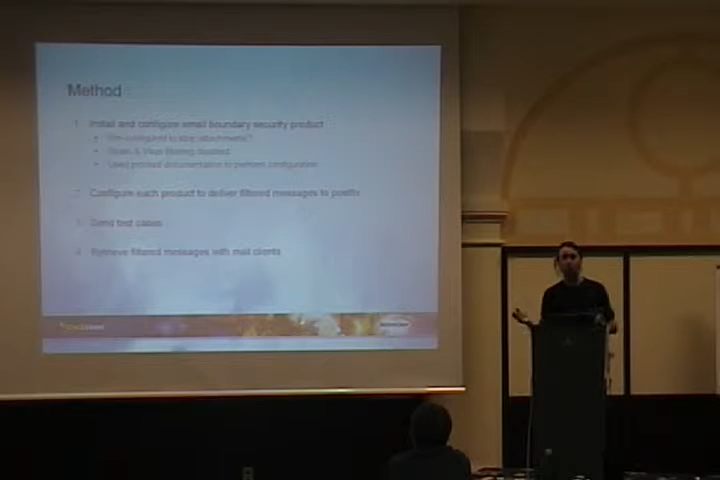 Method
1. Install and configure email boundary security product
• Pre-configured to stop attachments?
• Spam & Virus filtering disabled
• Used product documentation to perform configuration
2. Configure each product to deliver filtered messages to postfix
3. Send test cases
4. Retrieve filtered messages with mail clients